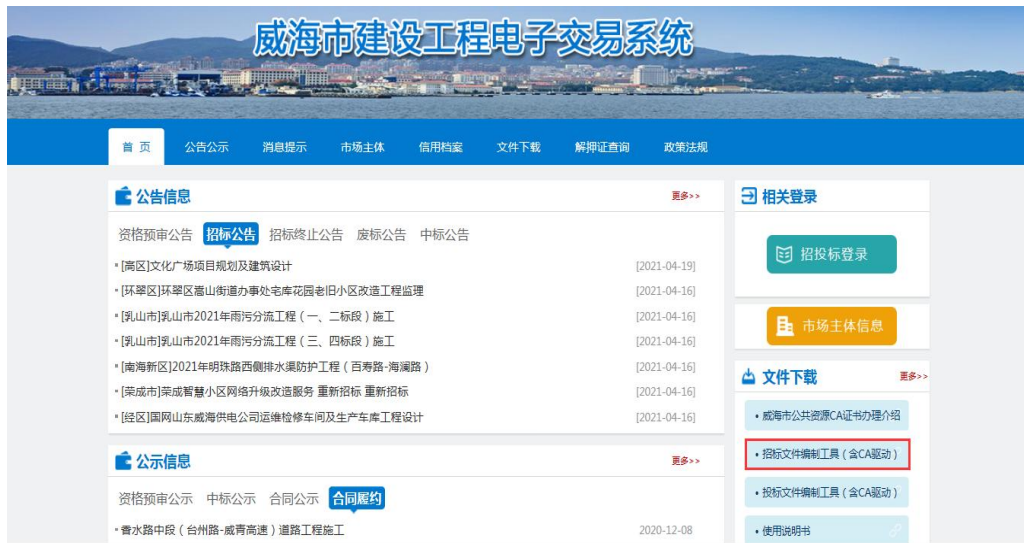 威海市建设工程电子交易系统
首 页 公告公示 消息提示 市场主体 信用档案 文件下载 解押证查询 政策法规
公告信息 更多>>
资格预审公告 招标公告 招标终止公告 废标公告 中标公告
[高区]文化广场项目规划及建筑设计 [2021-04-19]
[环翠区]环翠区嵩山街道办事处宅库花园老旧小区改造工程监理 [2021-04-16]
[乳山市]乳山市2021年雨污分流工程（一、二标段）施工 [2021-04-16]
[乳山市]乳山市2021年雨污分流工程（三、四标段）施工 [2021-04-16]
[南海新区]2021年明珠路西侧排水渠防护工程（百寿路-海澜路） [2021-04-16]
[荣成市]荣成智慧小区网络升级改造服务 重新招标 重新招标 [2021-04-16]
[经区]国网山东威海供电公司运维检修车间及生产车库工程设计 [2021-04-16]
公示信息 更多>>
资格预审公示 中标公示 合同公示 合同履约
香水路中段（台州路-威青高速）道路工程施工 2020-12-08
相关登录
招投标登录
市场主体信息
文件下载 更多>>
威海市公共资源CA证书办理介绍
招标文件编制工具（含CA驱动）
投标文件编制工具（含CA驱动）
使用说明书